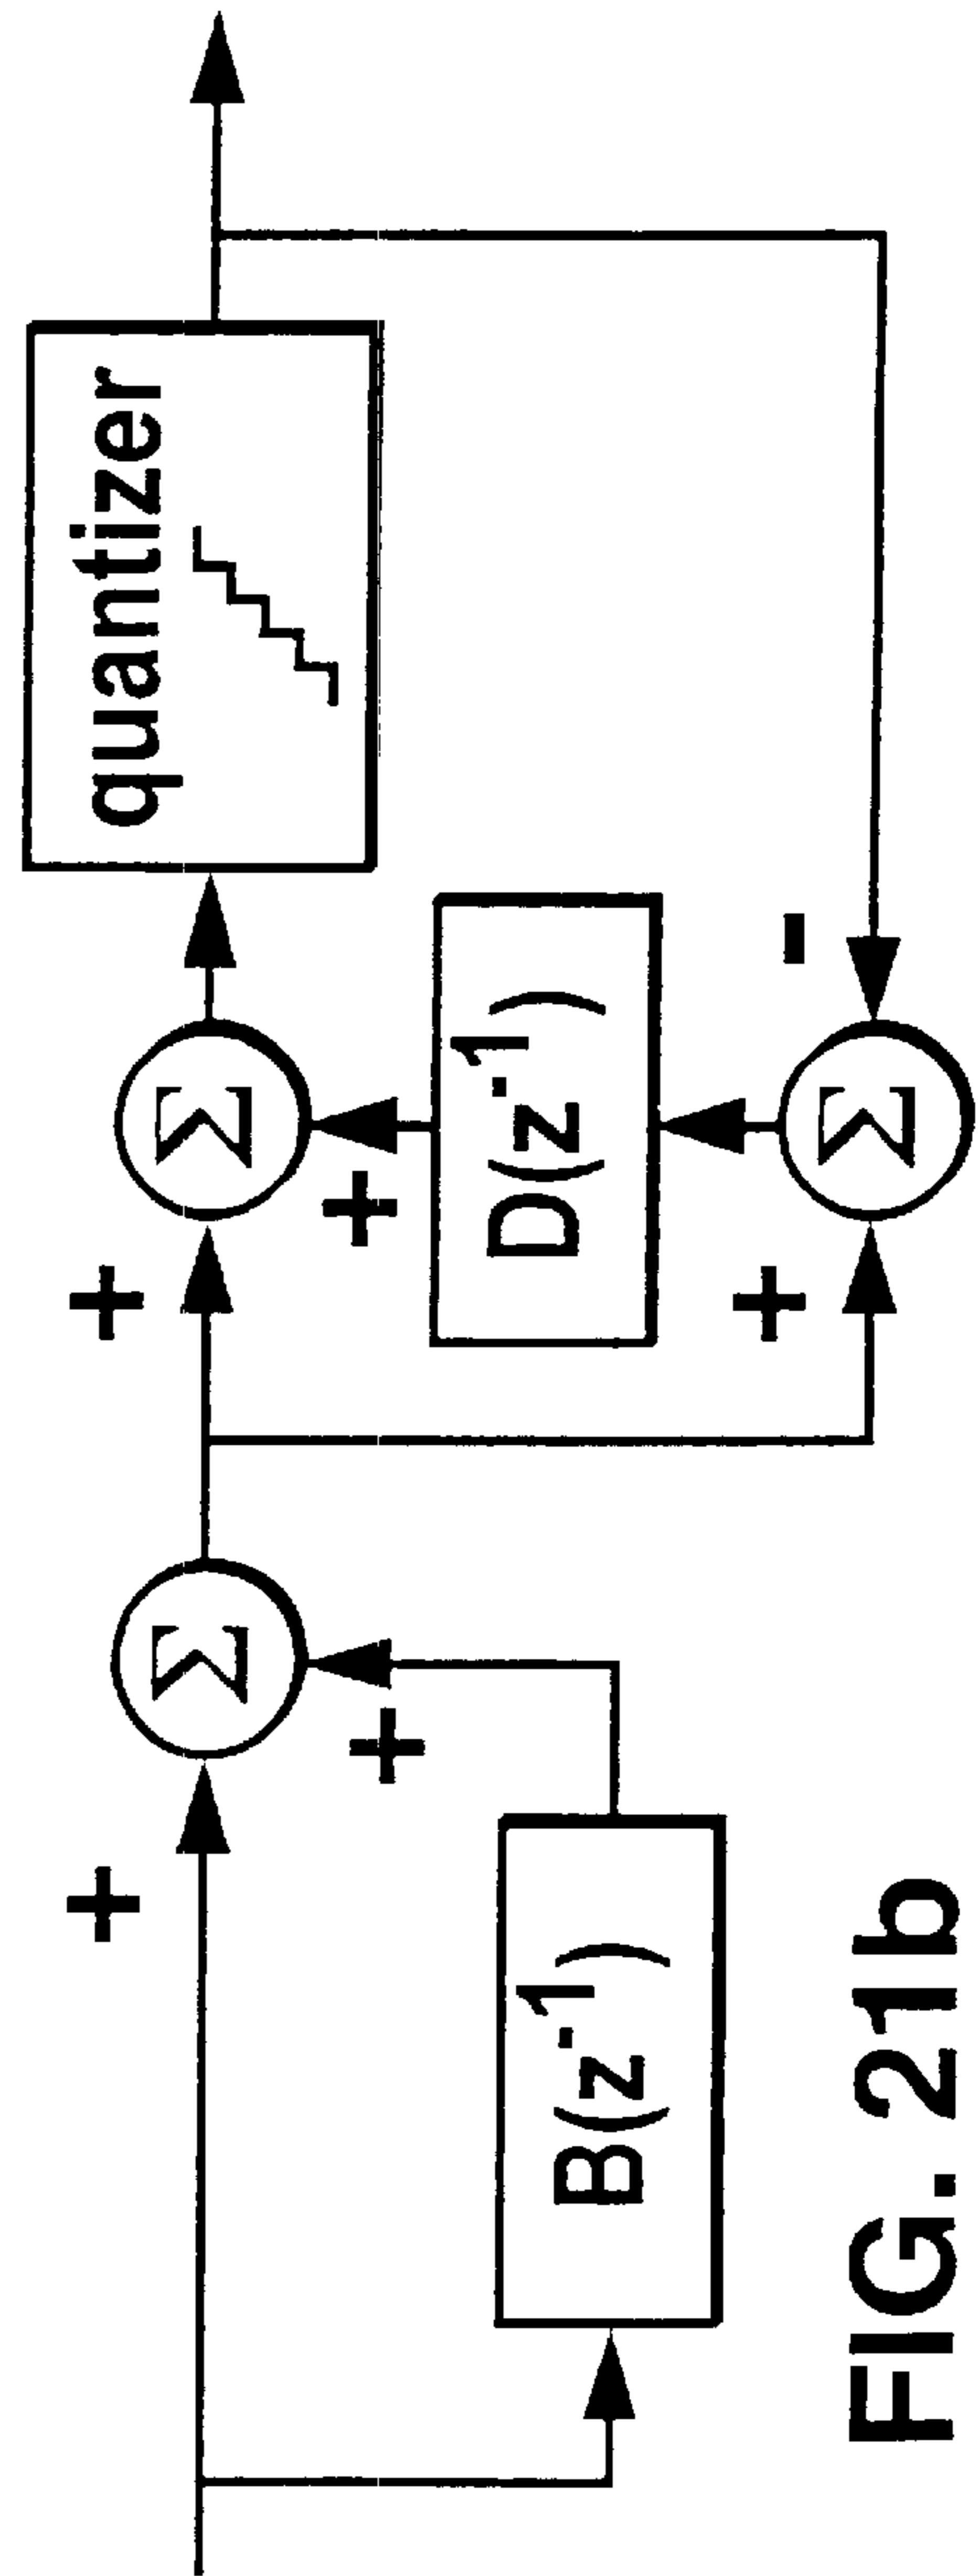 +
Σ
+
Σ
quantizer
+
+
B(z⁻¹)
D(z⁻¹)
+
Σ
-
FIG. 21b